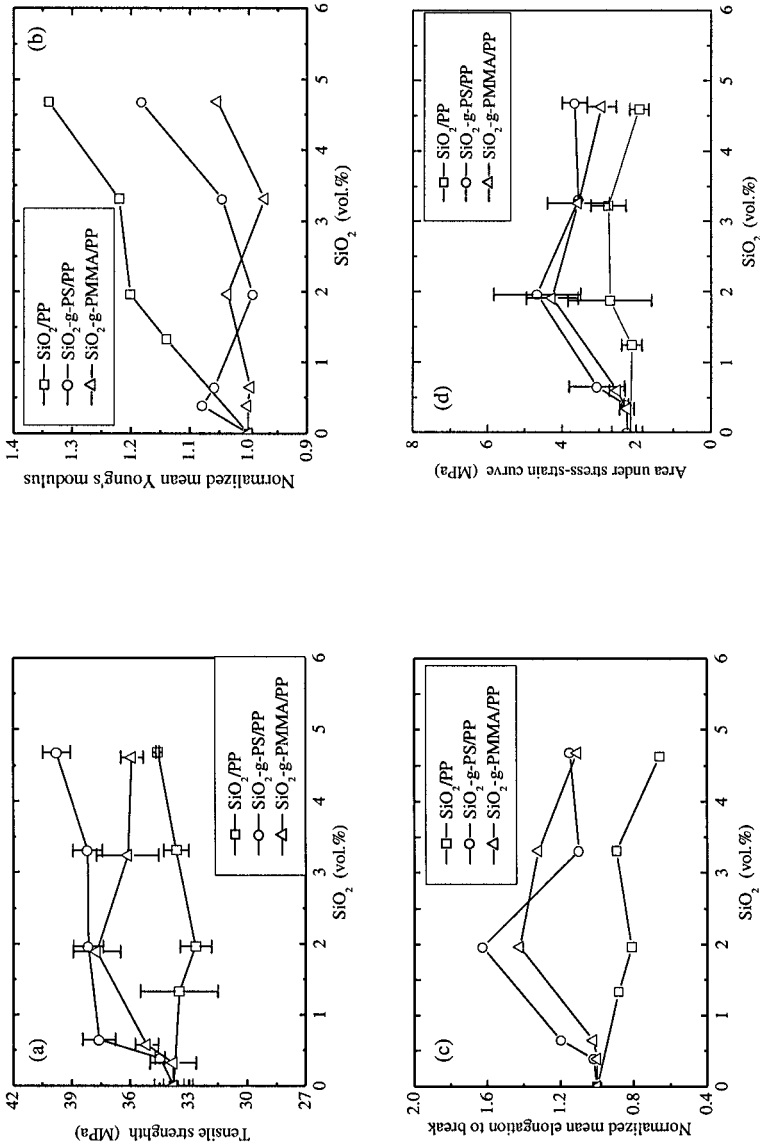 (a)
42
39
36
33
30
27
Tensile strenghth (MPa)
SiO2/PP
SiO2-g-PS/PP
SiO2-g-PMMA/PP
0 1 2 3 4 5 6
SiO2 (vol.%)
(b)
1.4
1.3
1.2
1.1
1.0
0.9
Normalized mean Young's modulus
SiO2/PP
SiO2-g-PS/PP
SiO2-g-PMMA/PP
0 1 2 3 4 5 6
SiO2 (vol.%)
(c)
2.0
1.6
1.2
0.8
0.4
Normalized mean elongation to break
SiO2/PP
SiO2-g-PS/PP
SiO2-g-PMMA/PP
0 1 2 3 4 5 6
SiO2 (vol.%)
(d)
8
6
4
2
0
Area under stress-strain curve (MPa)
SiO2/PP
SiO2-g-PS/PP
SiO2-g-PMMA/PP
0 1 2 3 4 5 6
SiO2 (vol.%)